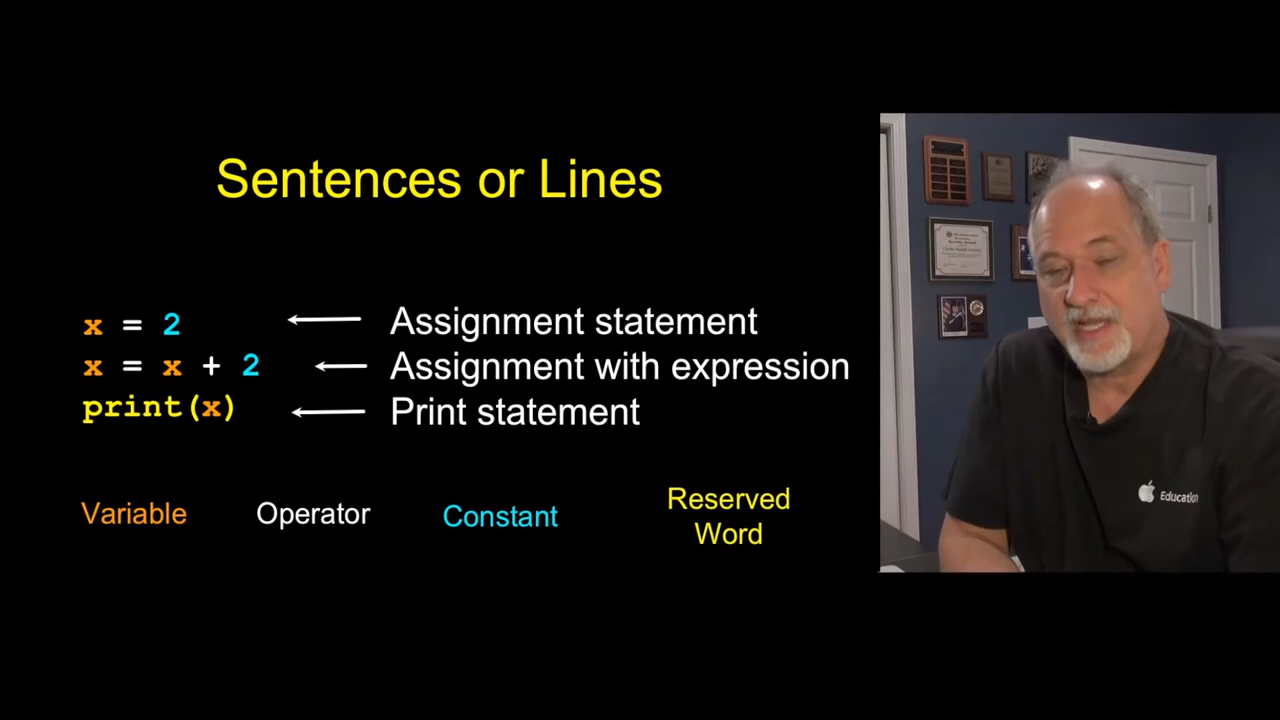 Sentences or Lines
x = 2
Assignment statement
x = x + 2
Assignment with expression
print(x)
Print statement
Variable
Operator
Constant
Reserved
Word
Education